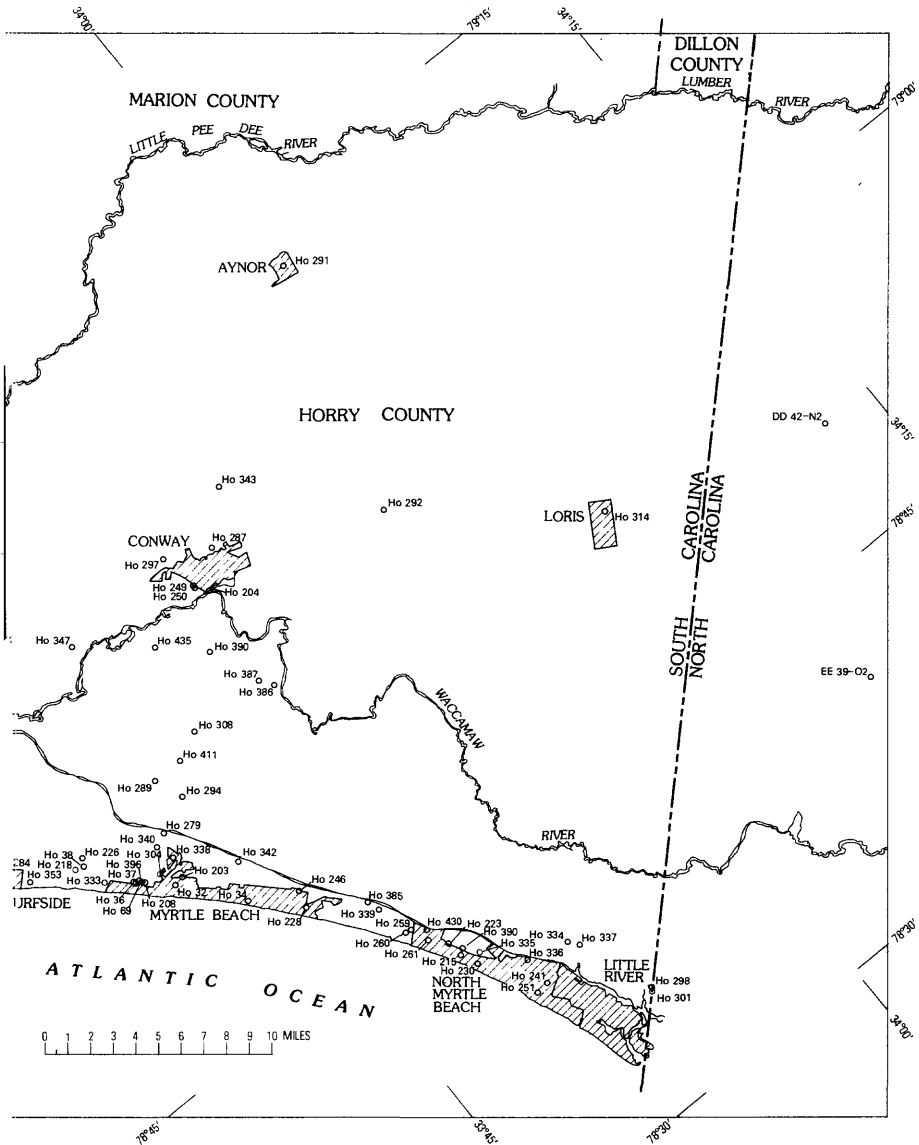 34°00'
79°15'
34°15'
DILLON
COUNTY
LUMBER
RIVER
79°00'
MARION COUNTY
LITTLE PEE DEE RIVER
AYNOR
Ho 291
HORRY COUNTY
DD 42-N2
34°15'
Ho 343
Ho 292
LORIS
Ho 314
SOUTH CAROLINA
NORTH CAROLINA
78°45'
CONWAY
Ho 287
Ho 297
Ho 249
Ho 250
Ho 204
Ho 347
Ho 435
Ho 390
Ho 387
Ho 386
EE 39-O2
WACCAMAW
RIVER
Ho 308
Ho 411
Ho 289
Ho 294
Ho 279
Ho 340
Ho 304
Ho 338
Ho 342
Ho 38
Ho 226
Ho 218
Ho 396
Ho 37
Ho 203
284
Ho 353
Ho 333
Ho 246
Ho 385
URFSIDE
Ho 36
Ho 69
Ho 208
Ho 32
Ho 34
MYRTLE BEACH
Ho 228
Ho 339
Ho 259
Ho 430
Ho 223
Ho 390
Ho 260
Ho 261
Ho 215
Ho 230
Ho 335
Ho 336
Ho 334
Ho 337
78°30'
NORTH
MYRTLE
BEACH
Ho 241
Ho 251
LITTLE
RIVER
Ho 298
Ho 301
ATLANTIC OCEAN
34°00'
0 1 2 3 4 5 6 7 8 9 10 MILES
78°45'
33°45'
78°30'